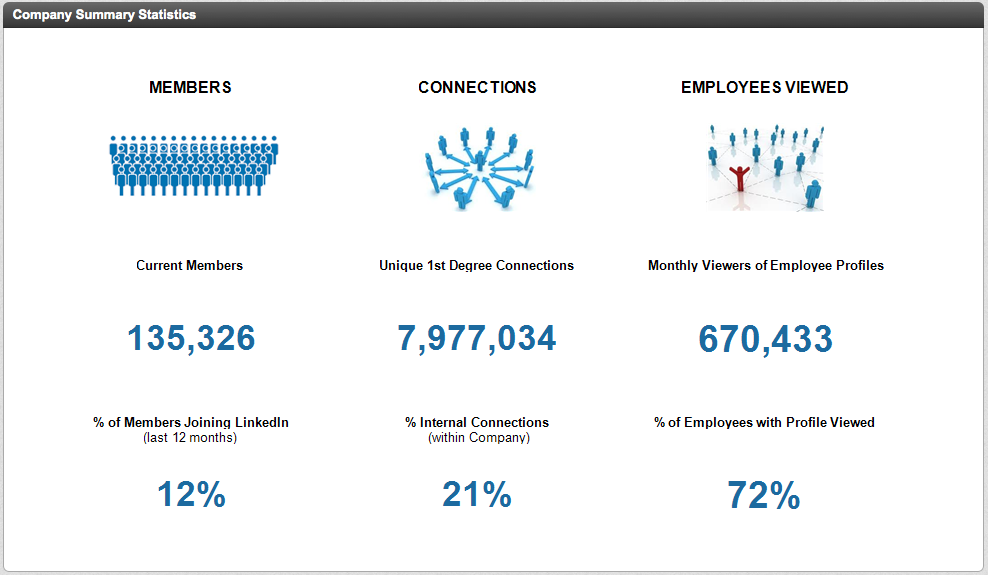 Company Summary Statistics
MEMBERS
CONNECTIONS
EMPLOYEES VIEWED
Current Members
Unique 1st Degree Connections
Monthly Viewers of Employee Profiles
135,326
7,977,034
670,433
% of Members Joining LinkedIn
(last 12 months)
% Internal Connections
(within Company)
% of Employees with Profile Viewed
12%
21%
72%